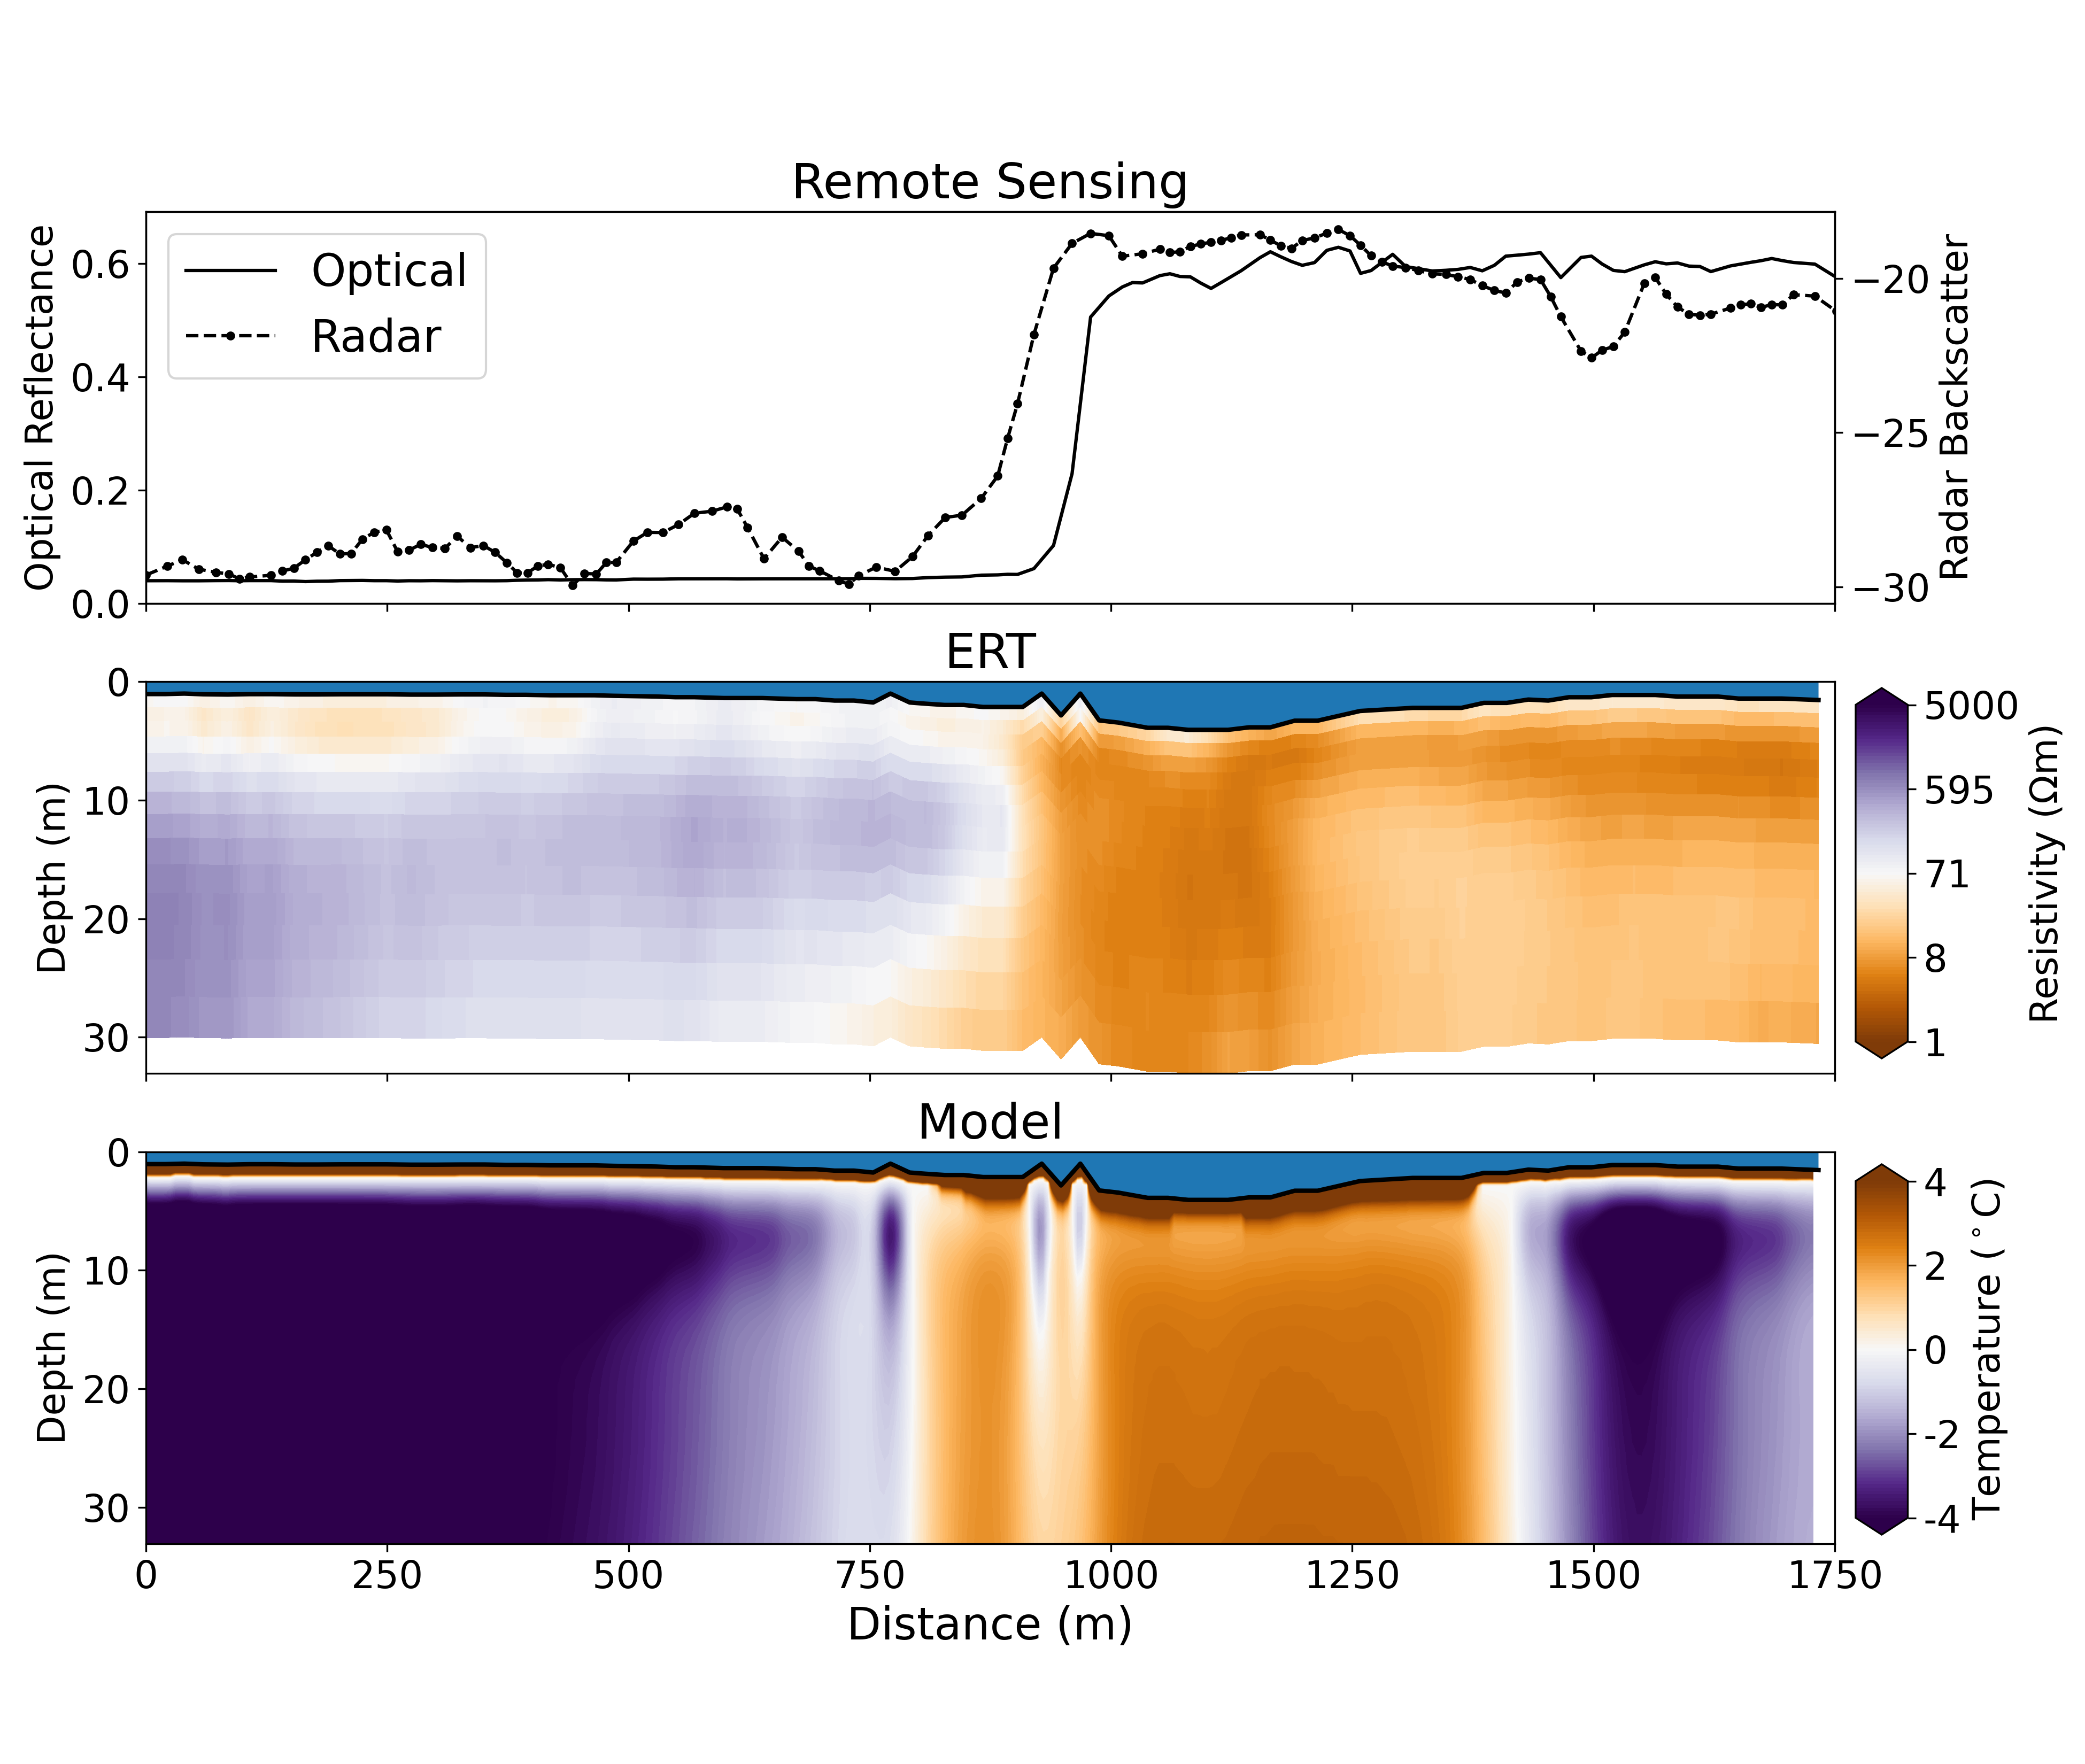 Remote Sensing
Optical Reflectance
0.6
0.4
0.2
0.0
Optical
Radar
−20
−25
−30
Radar Backscatter
ERT
Depth (m)
0
10
20
30
5000
595
71
8
1
Resistivity (Ωm)
Model
Depth (m)
0
10
20
30
4
2
0
-2
-4
Temperature (°C)
0 250 500 750 1000 1250 1500 1750
Distance (m)